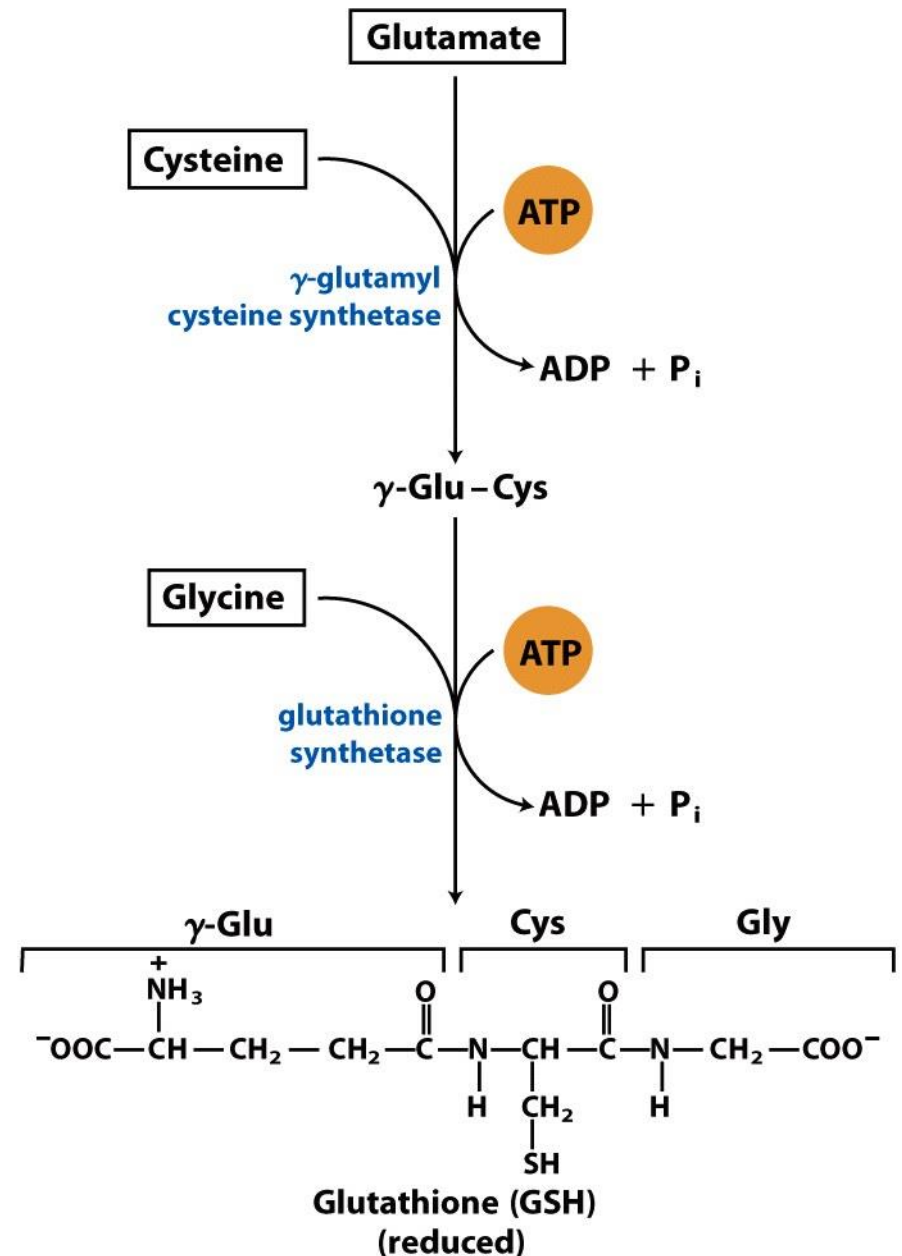 Glutamate
Cysteine
ATP
γ-glutamyl
cysteine synthetase
ADP + Pi
γ-Glu – Cys
Glycine
ATP
glutathione
synthetase
ADP + Pi
γ-Glu Cys Gly
+
NH3 O O
−OOC—CH—CH2—CH2—C—N—CH—C—N—CH2—COO−
H CH2 H
SH
Glutathione (GSH)
(reduced)